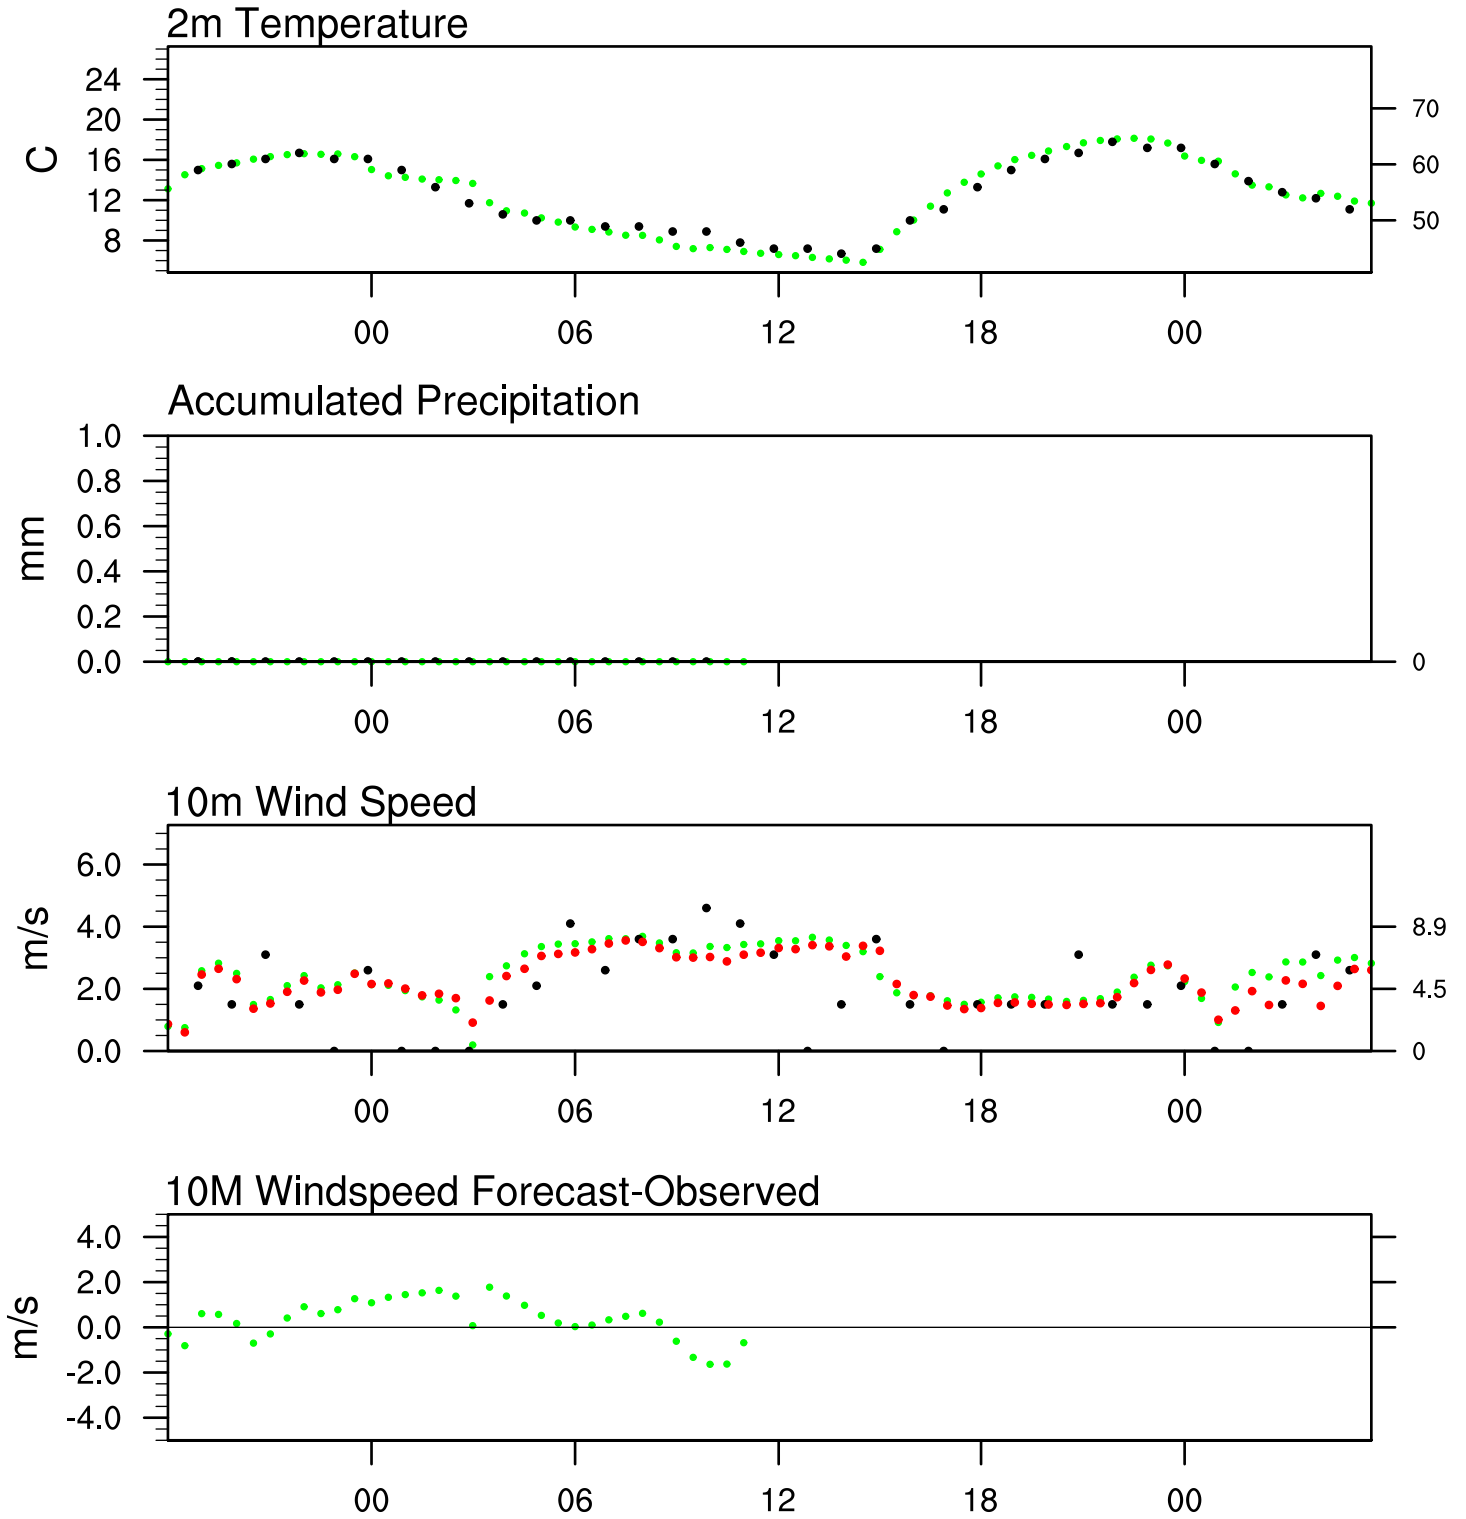 2m Temperature
24
20
16
12
8
C
70
60
50
00 06 12 18 00
Accumulated Precipitation
1.0
0.8
0.6
0.4
0.2
0.0
mm
0
00 06 12 18 00
10m Wind Speed
6.0
4.0
2.0
0.0
m/s
8.9
4.5
0
00 06 12 18 00
10M Windspeed Forecast-Observed
4.0
2.0
0.0
-2.0
-4.0
m/s
00 06 12 18 00